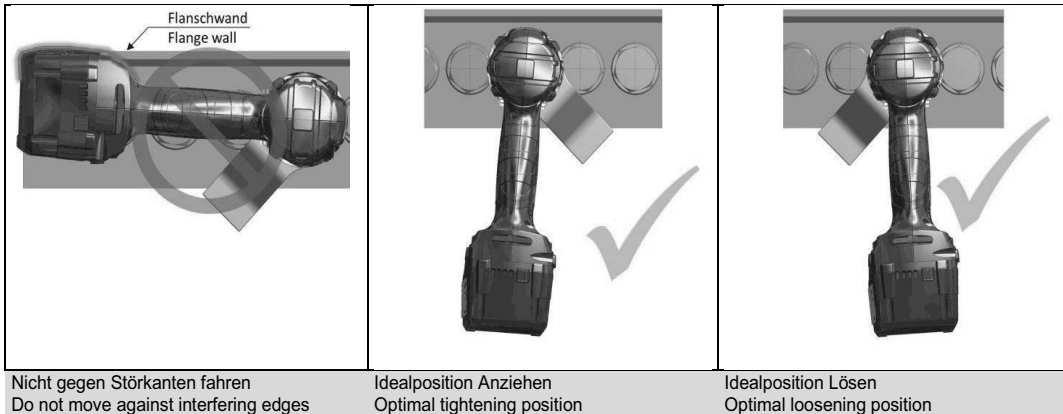 Flanschwand
Flange wall
Nicht gegen Störkanten fahren
Do not move against interfering edges
Idealposition Anziehen
Optimal tightening position
Idealposition Lösen
Optimal loosening position